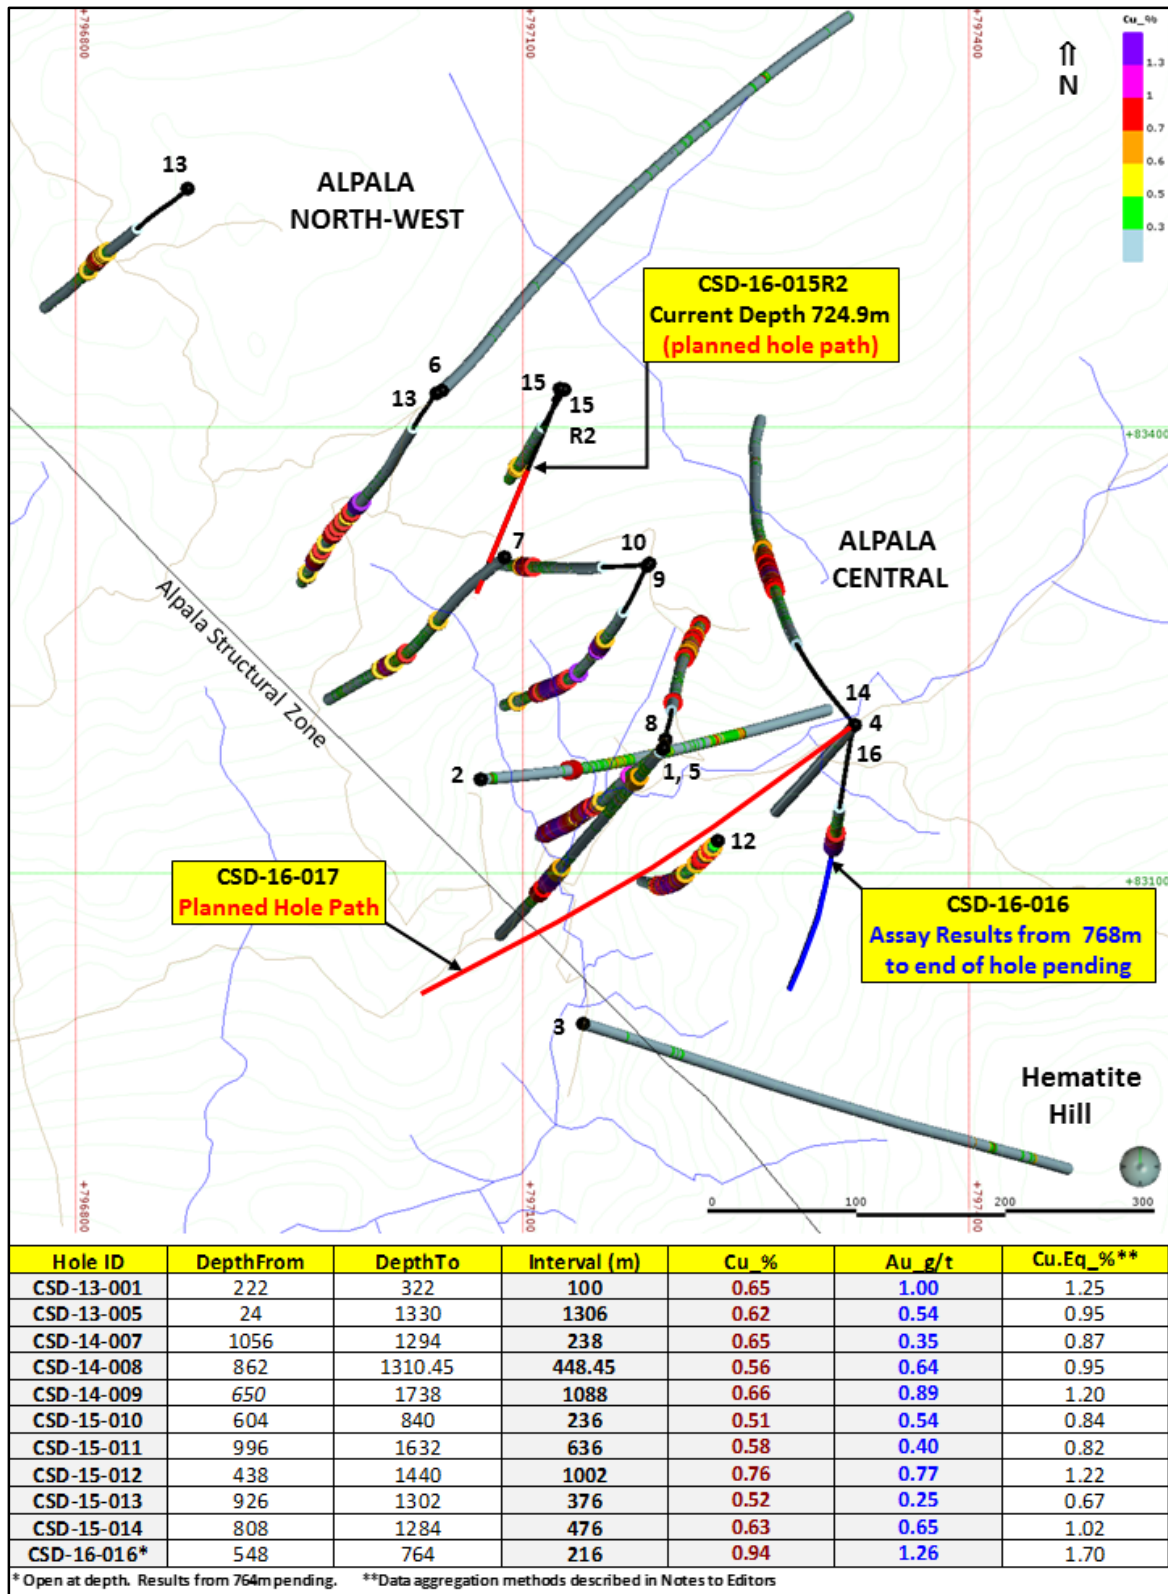 +796800
+797100
+797400
Cu_%
1.3
1
0.7
0.6
0.5
0.3
⇑
N
13
ALPALA
NORTH-WEST
CSD-16-015R2
Current Depth 724.9m
(planned hole path)
6
13
15
15
R2
+83400
7
10
9
ALPALA
CENTRAL
Alpala Structural Zone
14
8
4
16
2
1, 5
12
CSD-16-017
Planned Hole Path
+83100
CSD-16-016
Assay Results from 768m
to end of hole pending
3
Hematite
Hill
0 100 200 300
+796800
+797100
+797400
Hole ID DepthFrom DepthTo Interval (m) Cu_% Au_g/t Cu.Eq_%**
CSD-13-001 222 322 100 0.65 1.00 1.25
CSD-13-005 24 1330 1306 0.62 0.54 0.95
CSD-14-007 1056 1294 238 0.65 0.35 0.87
CSD-14-008 862 1310.45 448.45 0.56 0.64 0.95
CSD-14-009 650 1738 1088 0.66 0.89 1.20
CSD-15-010 604 840 236 0.51 0.54 0.84
CSD-15-011 996 1632 636 0.58 0.40 0.82
CSD-15-012 438 1440 1002 0.76 0.77 1.22
CSD-15-013 926 1302 376 0.52 0.25 0.67
CSD-15-014 808 1284 476 0.63 0.65 1.02
CSD-16-016* 548 764 216 0.94 1.26 1.70
* Open at depth. Results from 764m pending. **Data aggregation methods described in Notes to Editors